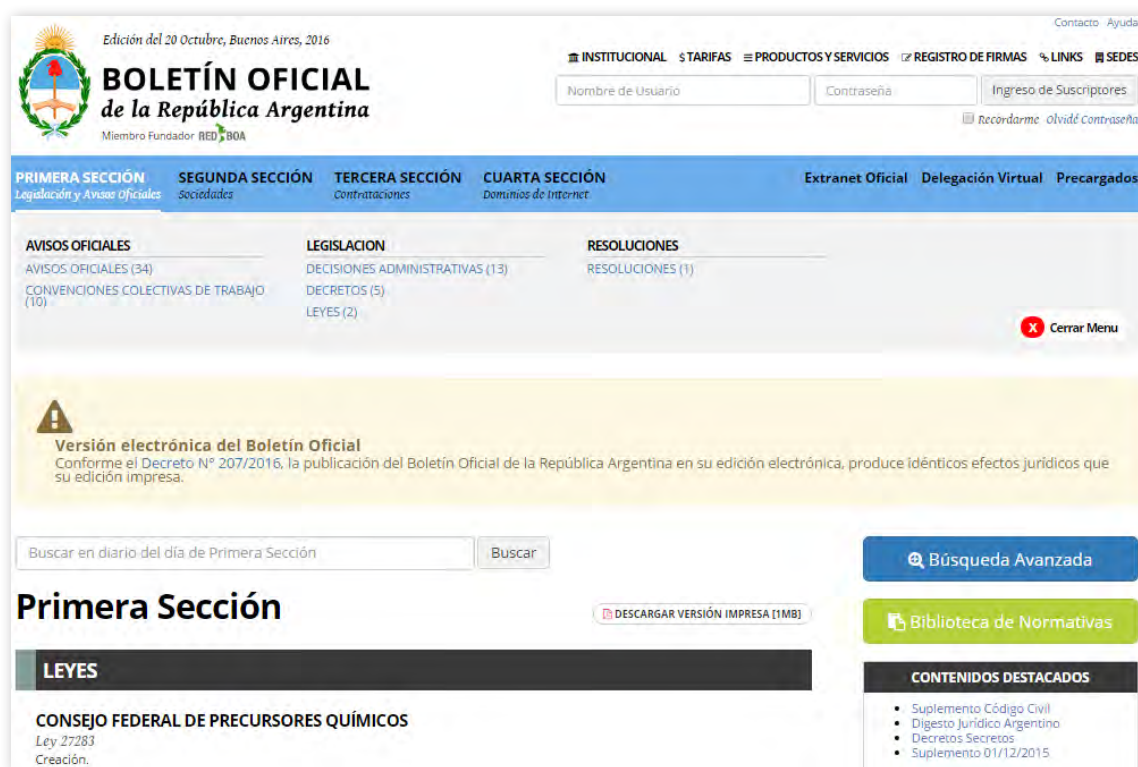 Contacto Ayuda
Edición del 20 Octubre, Buenos Aires, 2016
BOLETÍN OFICIAL
de la República Argentina
Miembro Fundador RED BOA
INSTITUCIONAL $ TARIFAS PRODUCTOS Y SERVICIOS REGISTRO DE FIRMAS LINKS SEDES
Nombre de Usuario Contraseña Ingreso de Suscriptores
Recordarme Olvidé Contraseña
PRIMERA SECCIÓN SEGUNDA SECCIÓN TERCERA SECCIÓN CUARTA SECCIÓN Extranet Oficial Delegación Virtual Precargados
Legislación y Avisos Oficiales Sociedades Contrataciones Dominios de Internet
AVISOS OFICIALES LEGISLACION RESOLUCIONES
AVISOS OFICIALES (34) DECISIONES ADMINISTRATIVAS (13) RESOLUCIONES (1)
CONVENCIONES COLECTIVAS DE TRABAJO DECRETOS (5)
(10)
LEYES (2)
X Cerrar Menu
Versión electrónica del Boletín Oficial
Conforme el Decreto Nº 207/2016, la publicación del Boletín Oficial de la República Argentina en su edición electrónica, produce idénticos efectos jurídicos que
su edición impresa.
Buscar en diario del día de Primera Sección Buscar
Búsqueda Avanzada
Primera Sección
DESCARGAR VERSIÓN IMPRESA [1MB]
Biblioteca de Normativas
LEYES
CONTENIDOS DESTACADOS
CONSEJO FEDERAL DE PRECURSORES QUÍMICOS
Ley 27283
Creación.
Suplemento Código Civil
Digesto Jurídico Argentino
Decretos Secretos
Suplemento 01/12/2015